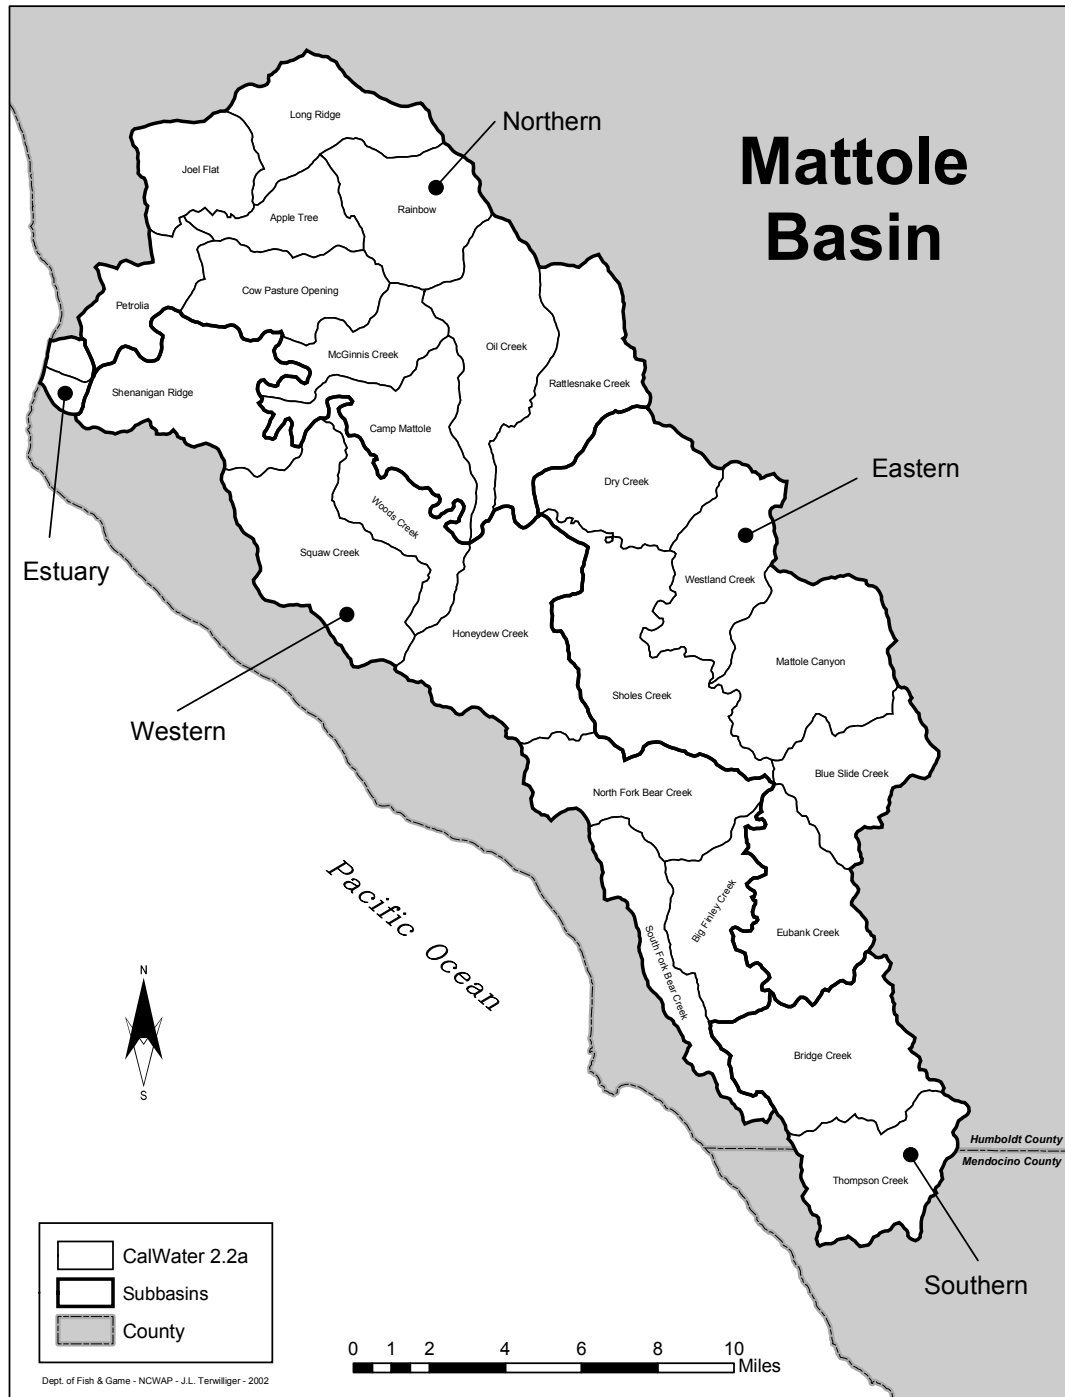 Mattole
Basin
Northern
Long Ridge
Joel Flat
Rainbow
Apple Tree
Cow Pasture Opening
Petrolia
McGinnis Creek
Oil Creek
Rattlesnake Creek
Shenanigan Ridge
Camp Mattole
Eastern
Dry Creek
Woods Creek
Squaw Creek
Estuary
Westland Creek
Honeydew Creek
Mattole Canyon
Sholes Creek
Western
Blue Slide Creek
North Fork Bear Creek
Big Finley Creek
Eubank Creek
South Fork Bear Creek
Pacific Ocean
N
S
Bridge Creek
Humboldt County
Mendocino County
Thompson Creek
Southern
CalWater 2.2a
Subbasins
County
0 1 2 4 6 8 10
Miles
Dept. of Fish & Game - NCWAP - J.L. Terwilliger - 2002